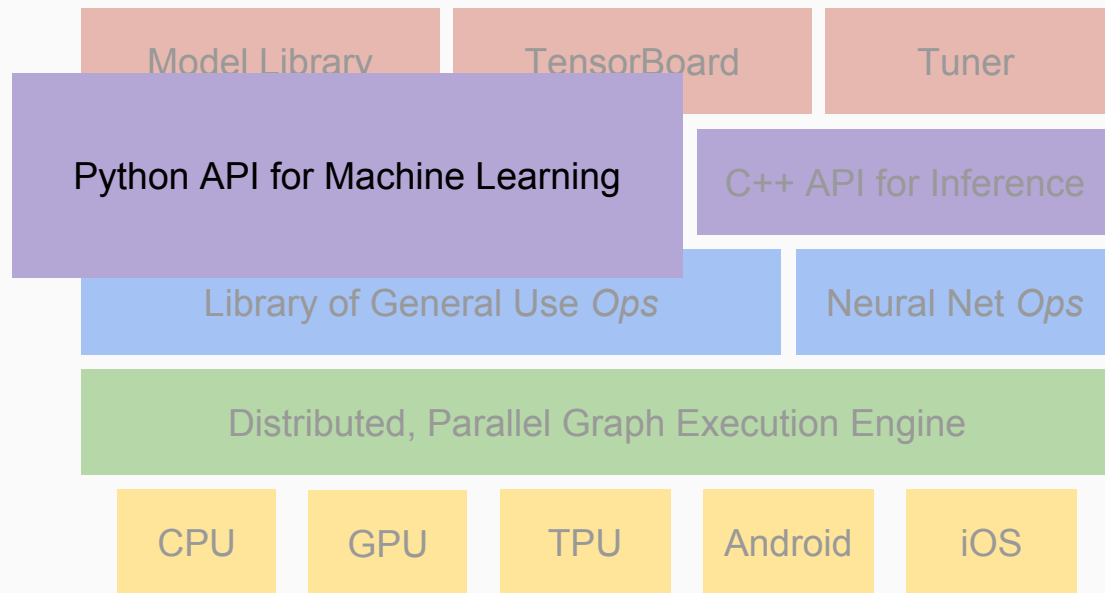 Model Library
TensorBoard
Tuner
Python API for Machine Learning
C++ API for Inference
Library of General Use Ops
Neural Net Ops
Distributed, Parallel Graph Execution Engine
CPU
GPU
TPU
Android
iOS